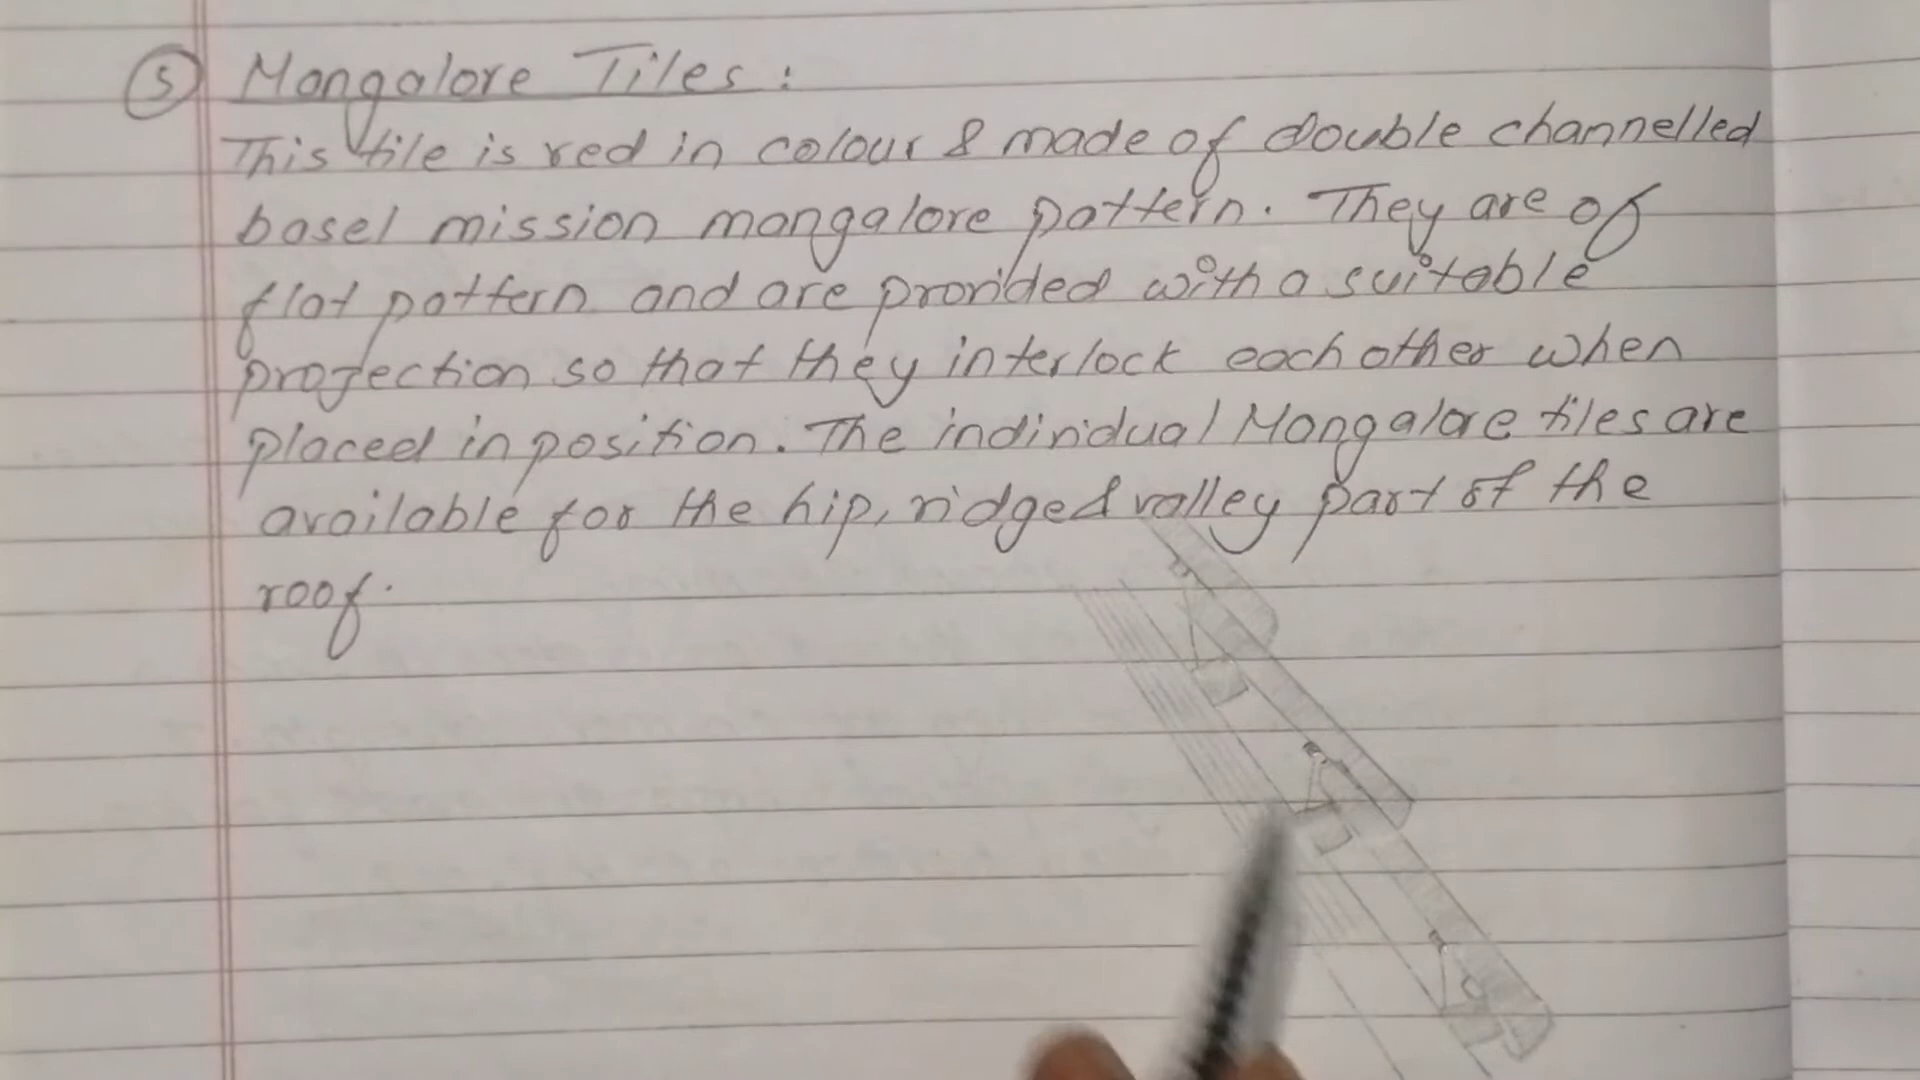 5 Mangalore Tiles:
This tile is red in colour & made of double channelled
basel mission mangalore pattern. They are of
flat pattern and are provided with a suitable
projection so that they interlock each other when
placed in position. The individual Mangalore tiles are
available for the hip, ridge & valley part of the
roof.